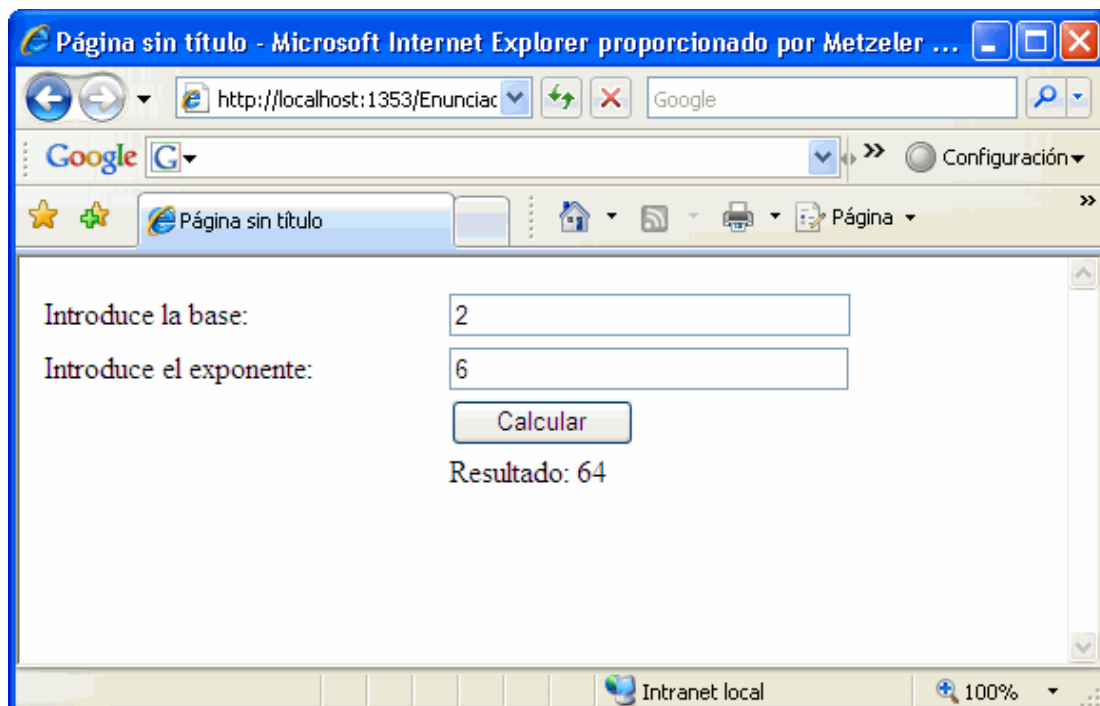 Página sin título - Microsoft Internet Explorer proporcionado por Metzeler ...
http://localhost:1353/Enunciac
Google
Google G
Configuración
Página sin título
Página
Introduce la base: 2
Introduce el exponente: 6
Calcular
Resultado: 64
Intranet local
100%